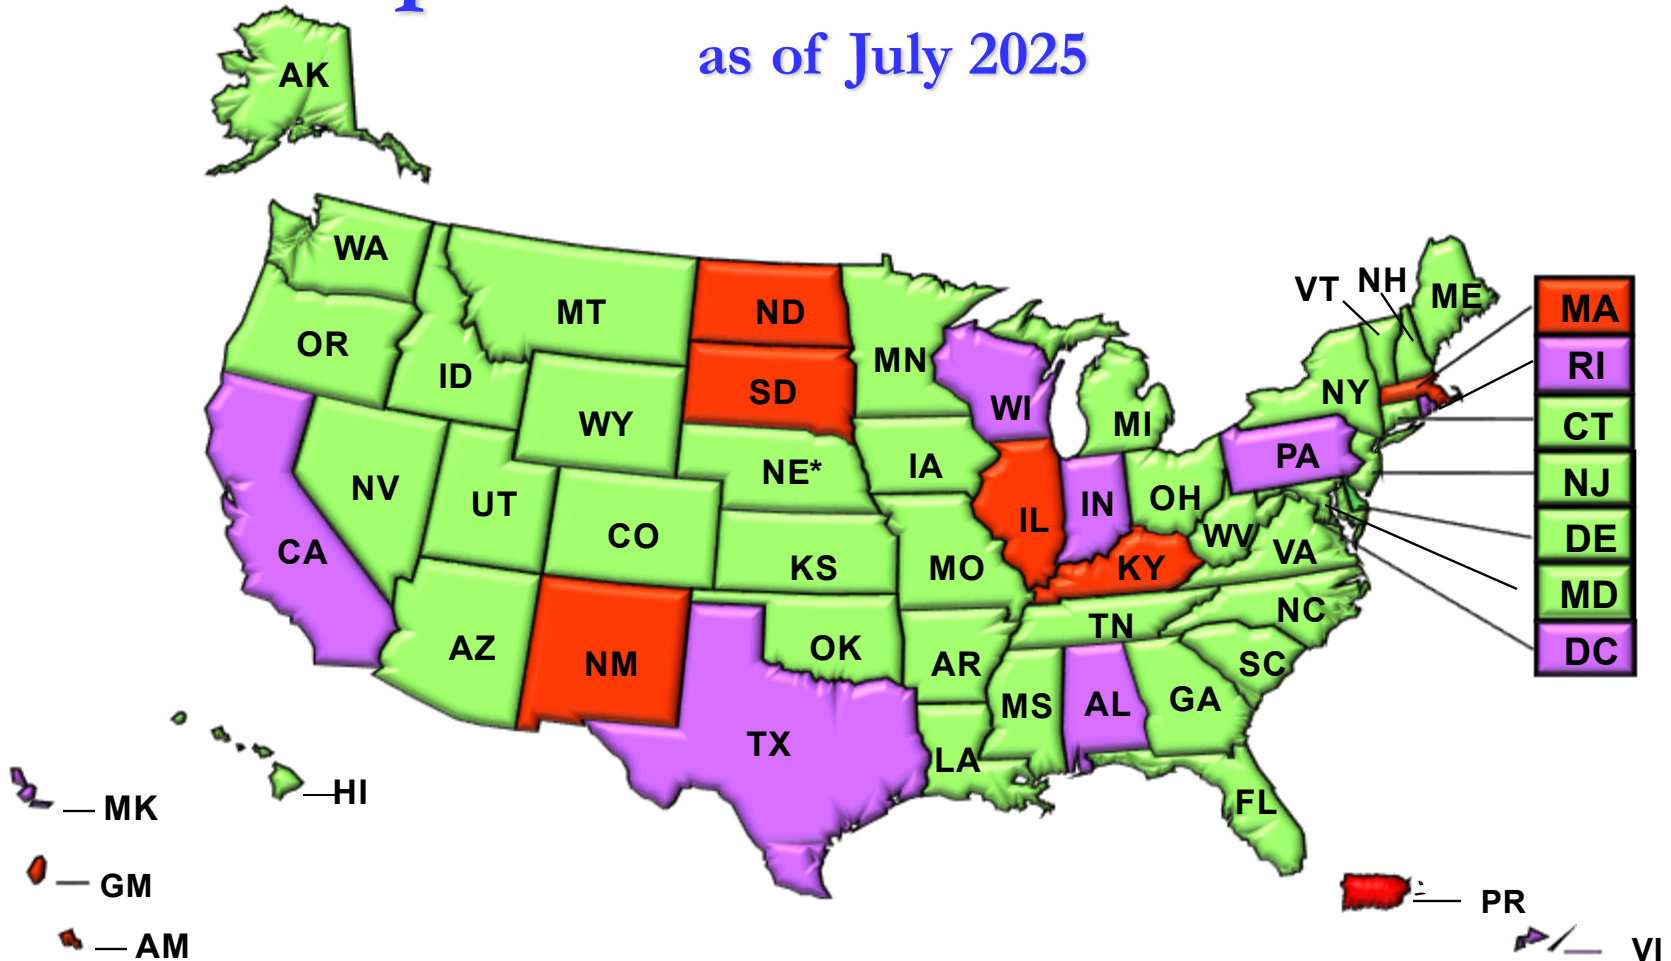 as of July 2025
AK
WA
MT
ND
MN
OR
ID
SD
WI
WY
MI
NY
VT
NH
ME
MA
RI
CT
NJ
DE
MD
DC
NV
UT
NE*
IA
IL
IN
OH
PA
CO
KS
MO
KY
WV
VA
CA
AZ
NM
OK
AR
TN
NC
SC
TX
LA
MS
AL
GA
FL
HI
MK
GM
AM
PR
VI